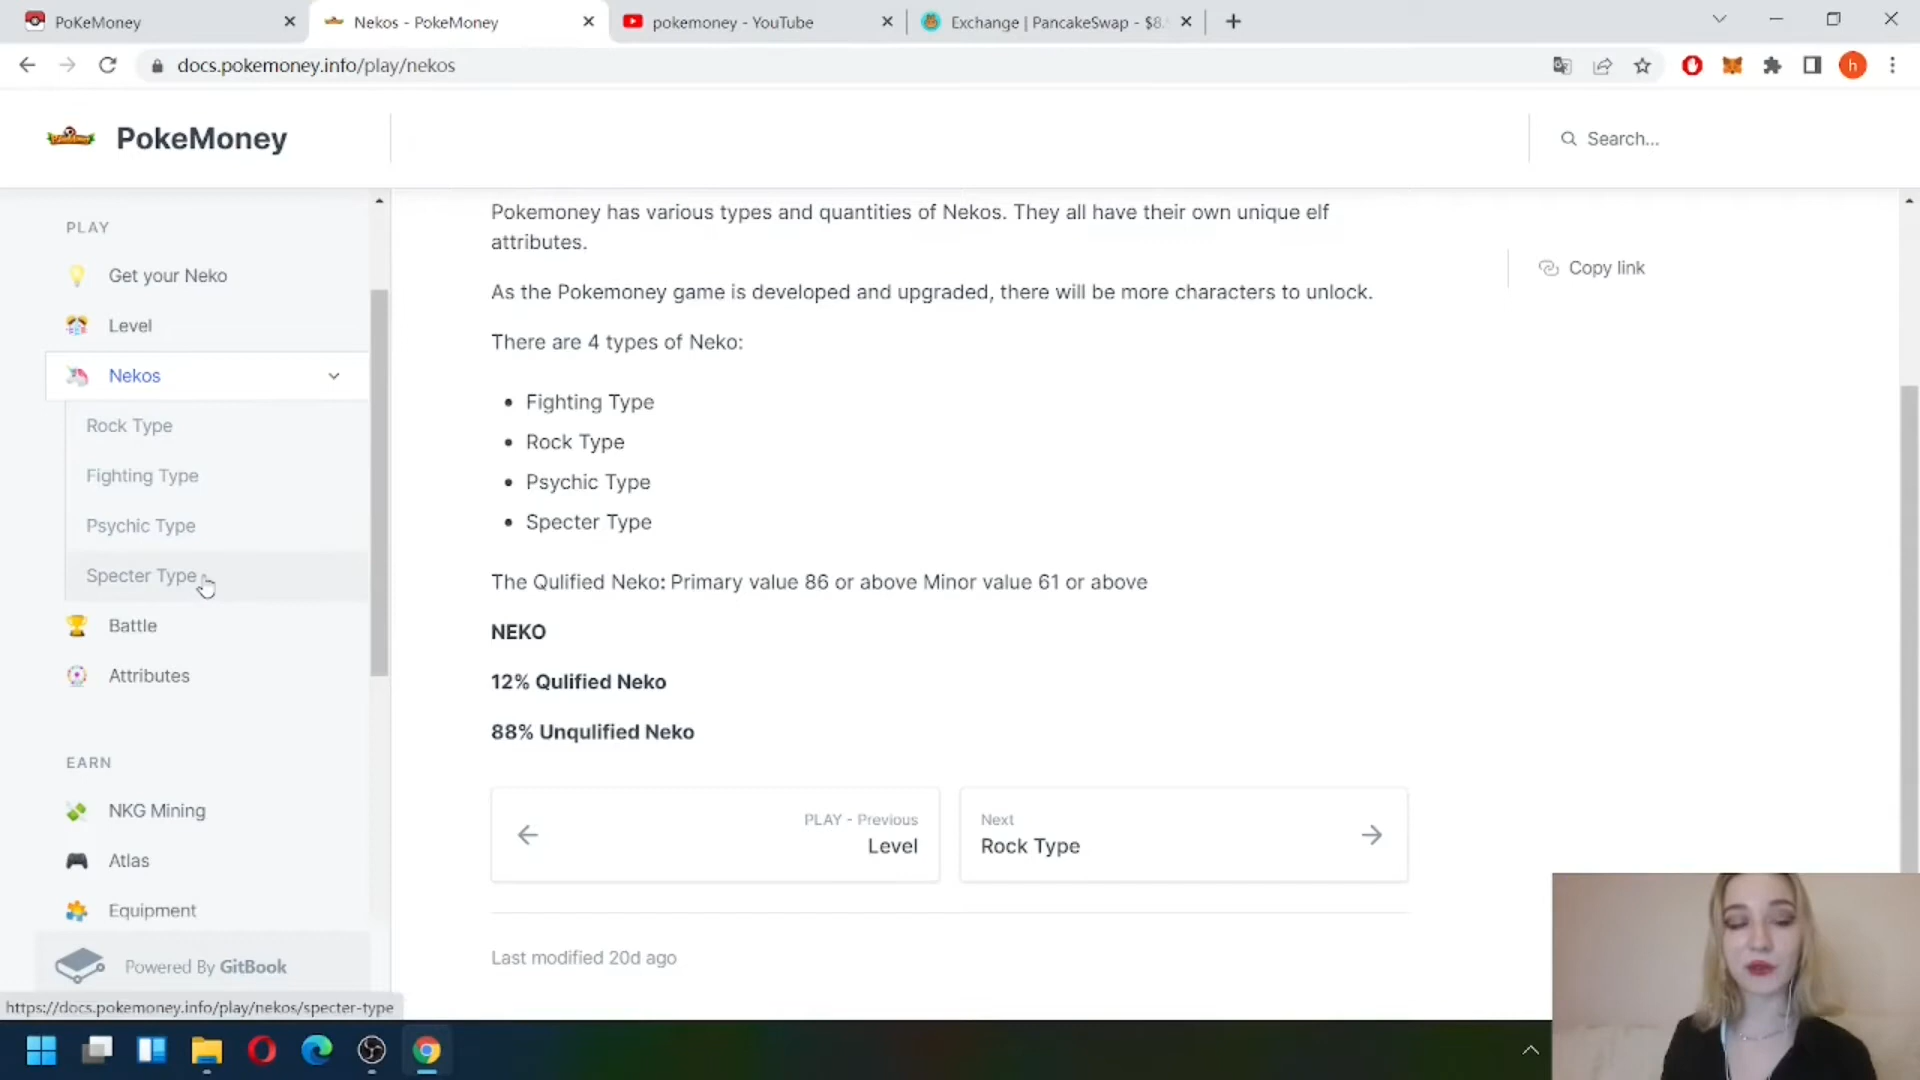 PoKeMoney
Nekos - PokeMoney
pokemoney - YouTube
Exchange | PancakeSwap - $8.
docs.pokemoney.info/play/nekos
h
PokeMoney
Search...
PLAY
Get your Neko
Level
Nekos
Rock Type
Fighting Type
Psychic Type
Specter Type
Battle
Attributes
EARN
NKG Mining
Atlas
Equipment
Powered By GitBook
https://docs.pokemoney.info/play/nekos/specter-type
Pokemoney has various types and quantities of Nekos. They all have their own unique elf
attributes.
As the Pokemoney game is developed and upgraded, there will be more characters to unlock.
There are 4 types of Neko:
• Fighting Type
• Rock Type
• Psychic Type
• Specter Type
The Qulified Neko: Primary value 86 or above Minor value 61 or above
NEKO
12% Qulified Neko
88% Unqulified Neko
PLAY - Previous
Level
Next
Rock Type
Last modified 20d ago
Copy link